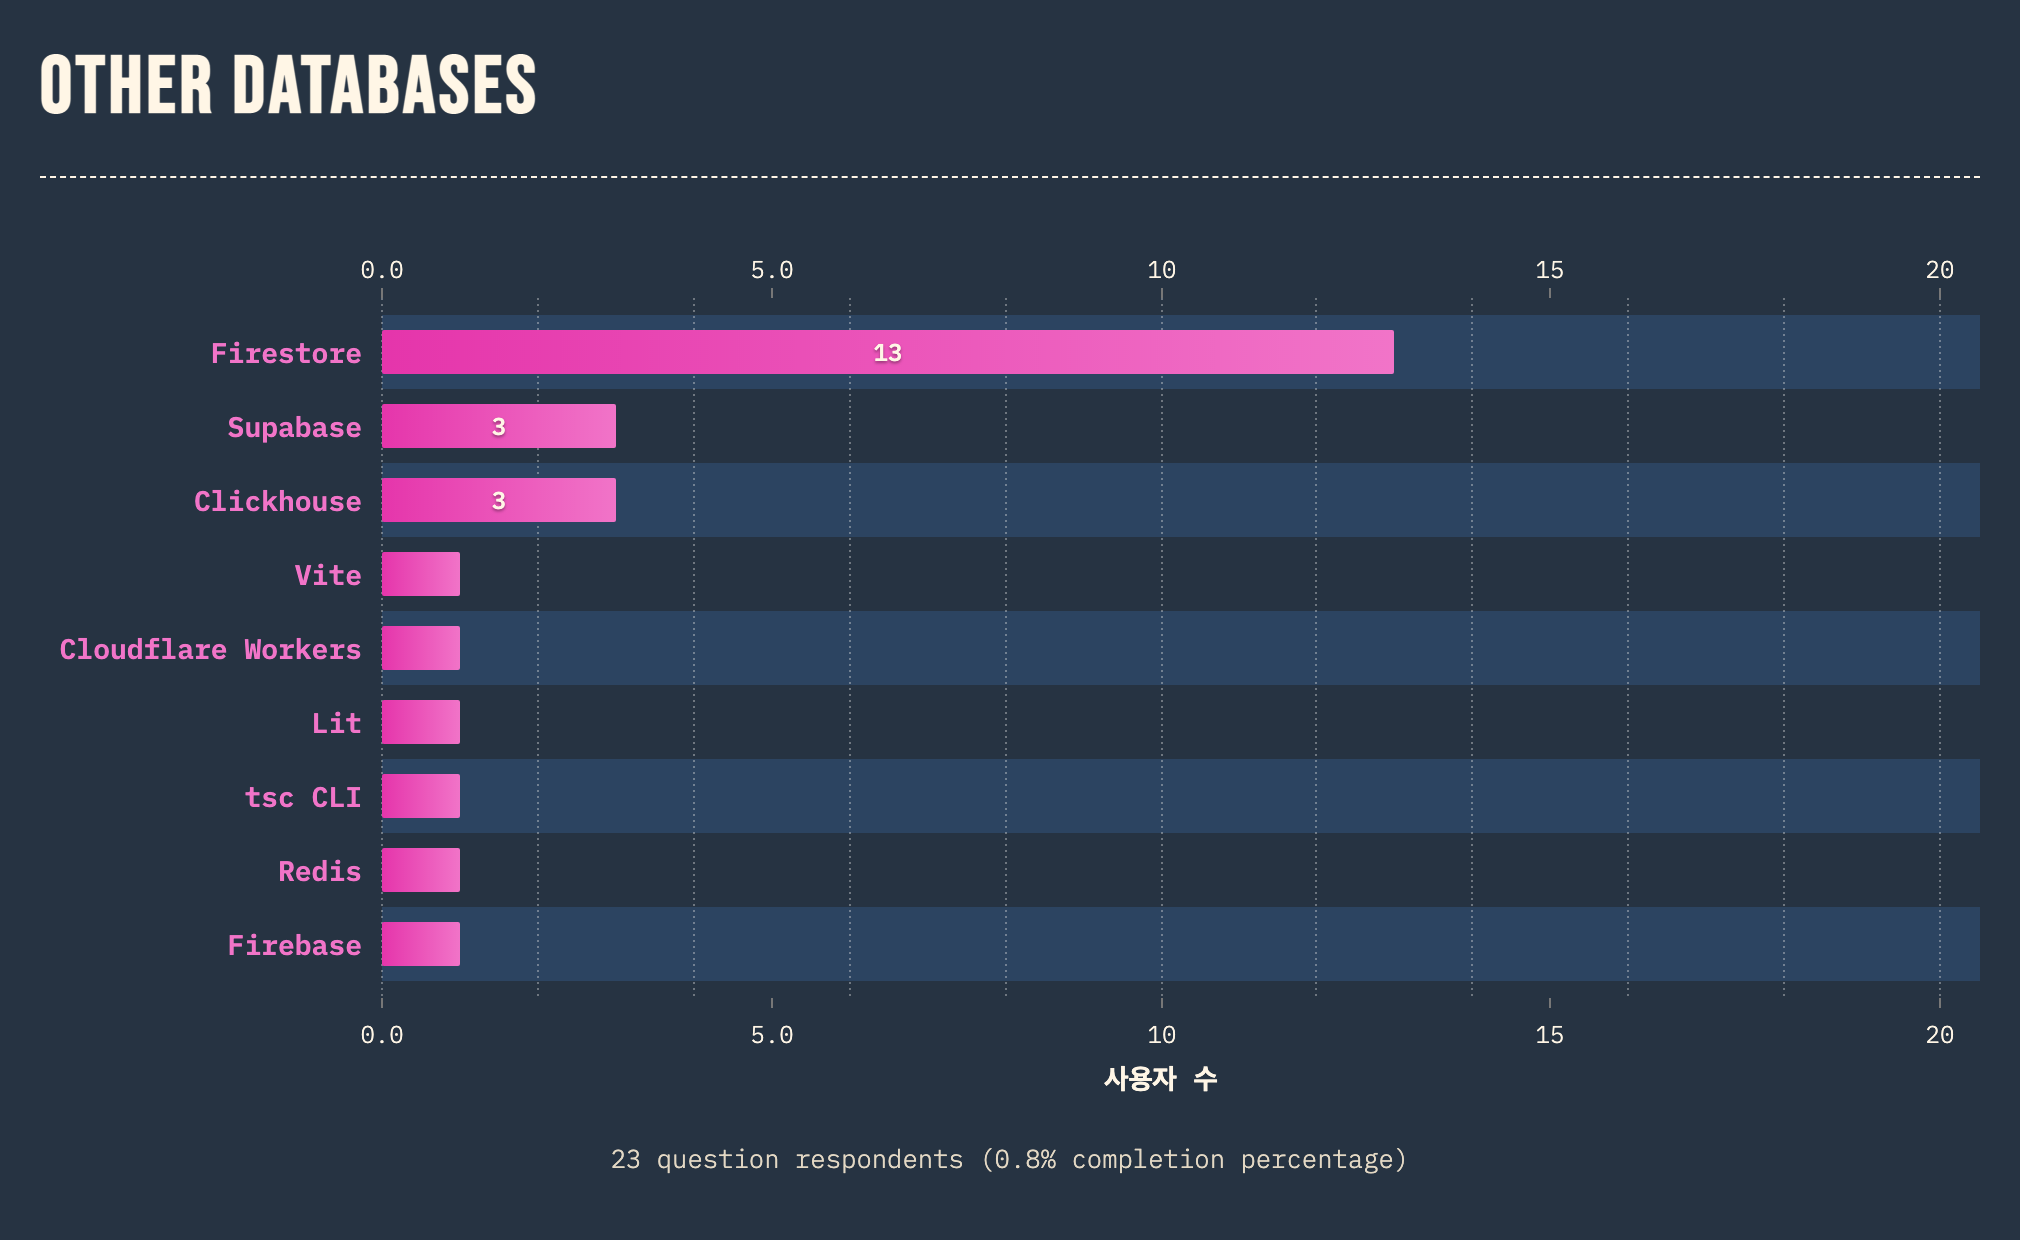 OTHER DATABASES
0.0 5.0 10 15 20
Firestore 13
Supabase 3
Clickhouse 3
Vite
Cloudflare Workers
Lit
tsc CLI
Redis
Firebase
0.0 5.0 10 15 20
사용자 수
23 question respondents (0.8% completion percentage)